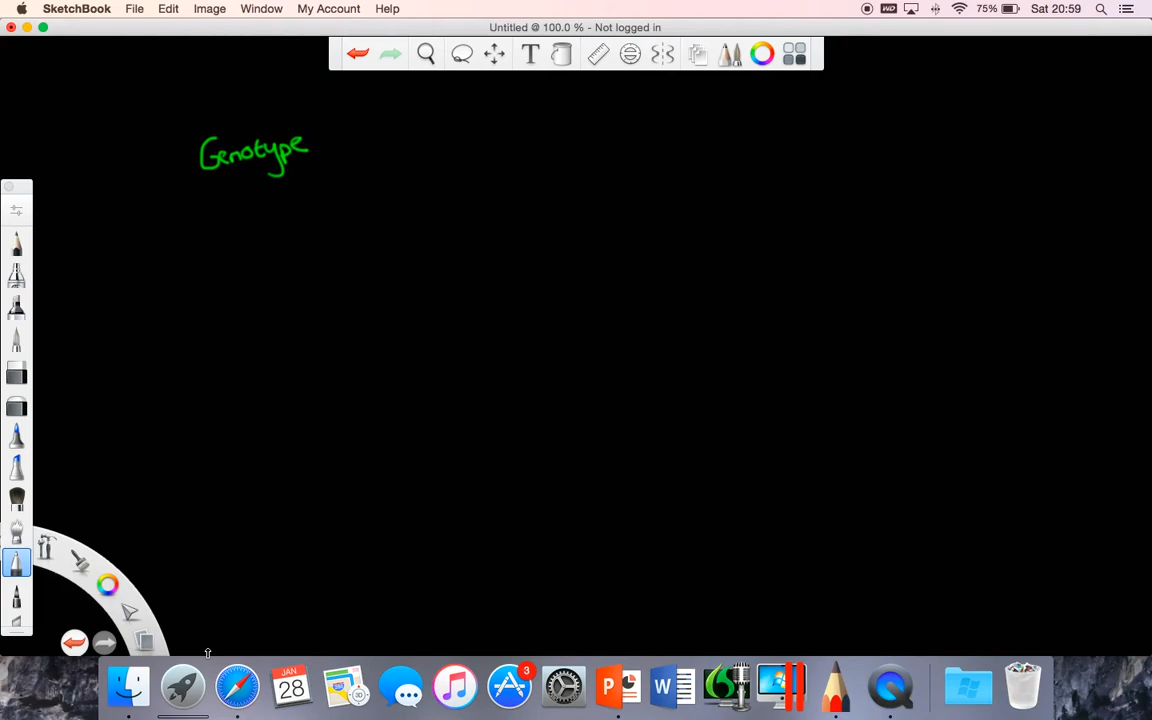 SketchBook File Edit Image Window My Account Help 75% Sat 20:59
Untitled @ 100.0 % - Not logged in
T
Genotype
JAN
28
3D
3
P
W